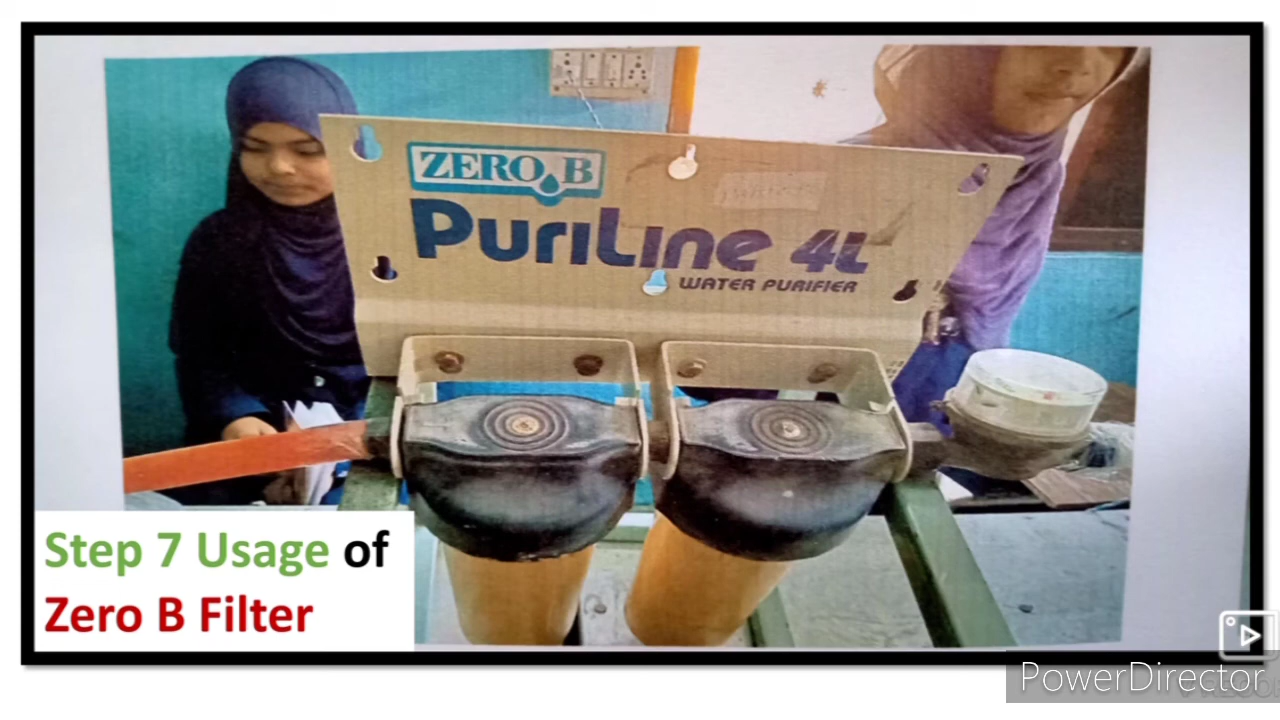 ZERO B
PURILINE 4L
WATER PURIFIER
Step 7 Usage of
Zero B Filter
PowerDirector